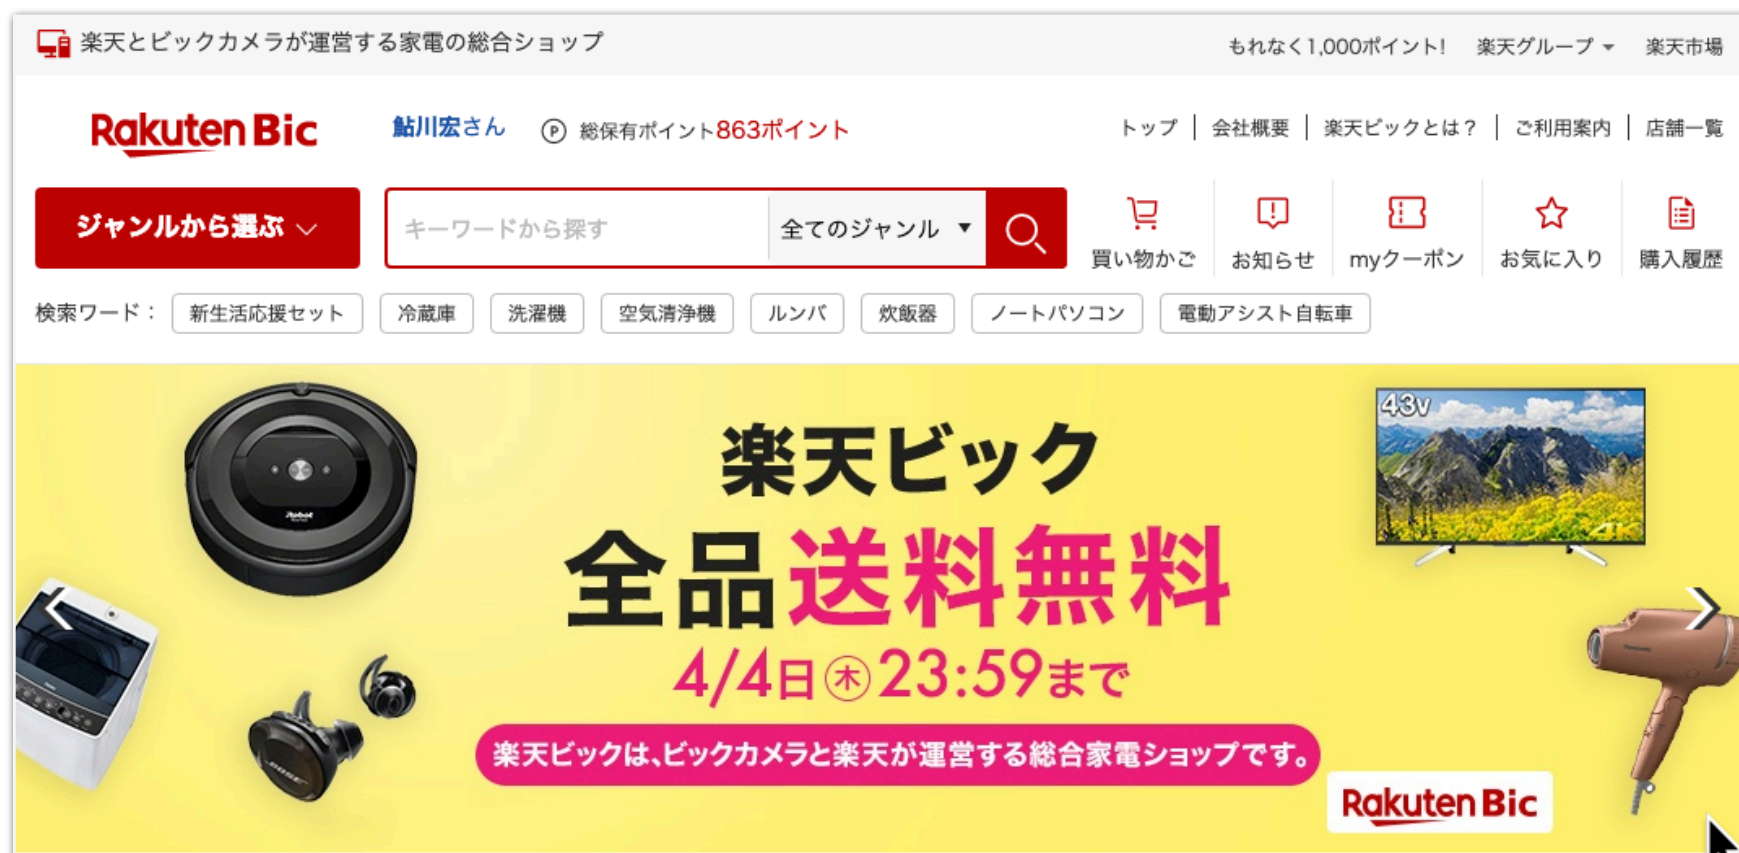 楽天とビックカメラが運営する家電の総合ショップ
もれなく1,000ポイント! 楽天グループ 楽天市場
Rakuten Bic 鮎川宏さん P 総保有ポイント863ポイント トップ | 会社概要 | 楽天ビックとは? | ご利用案内 | 店舗一覧
ジャンルから選ぶ キーワードから探す 全てのジャンル 買い物かご お知らせ myクーポン お気に入り 購入履歴
検索ワード: 新生活応援セット 冷蔵庫 洗濯機 空気清浄機 ルンバ 炊飯器 ノートパソコン 電動アシスト自転車
43V
楽天ビック
iRobot
全品送料無料
4K
4/4日(木)23:59まで
Panasonic
楽天ビックは、ビックカメラと楽天が運営する総合家電ショップです。
BOSE
Rakuten Bic